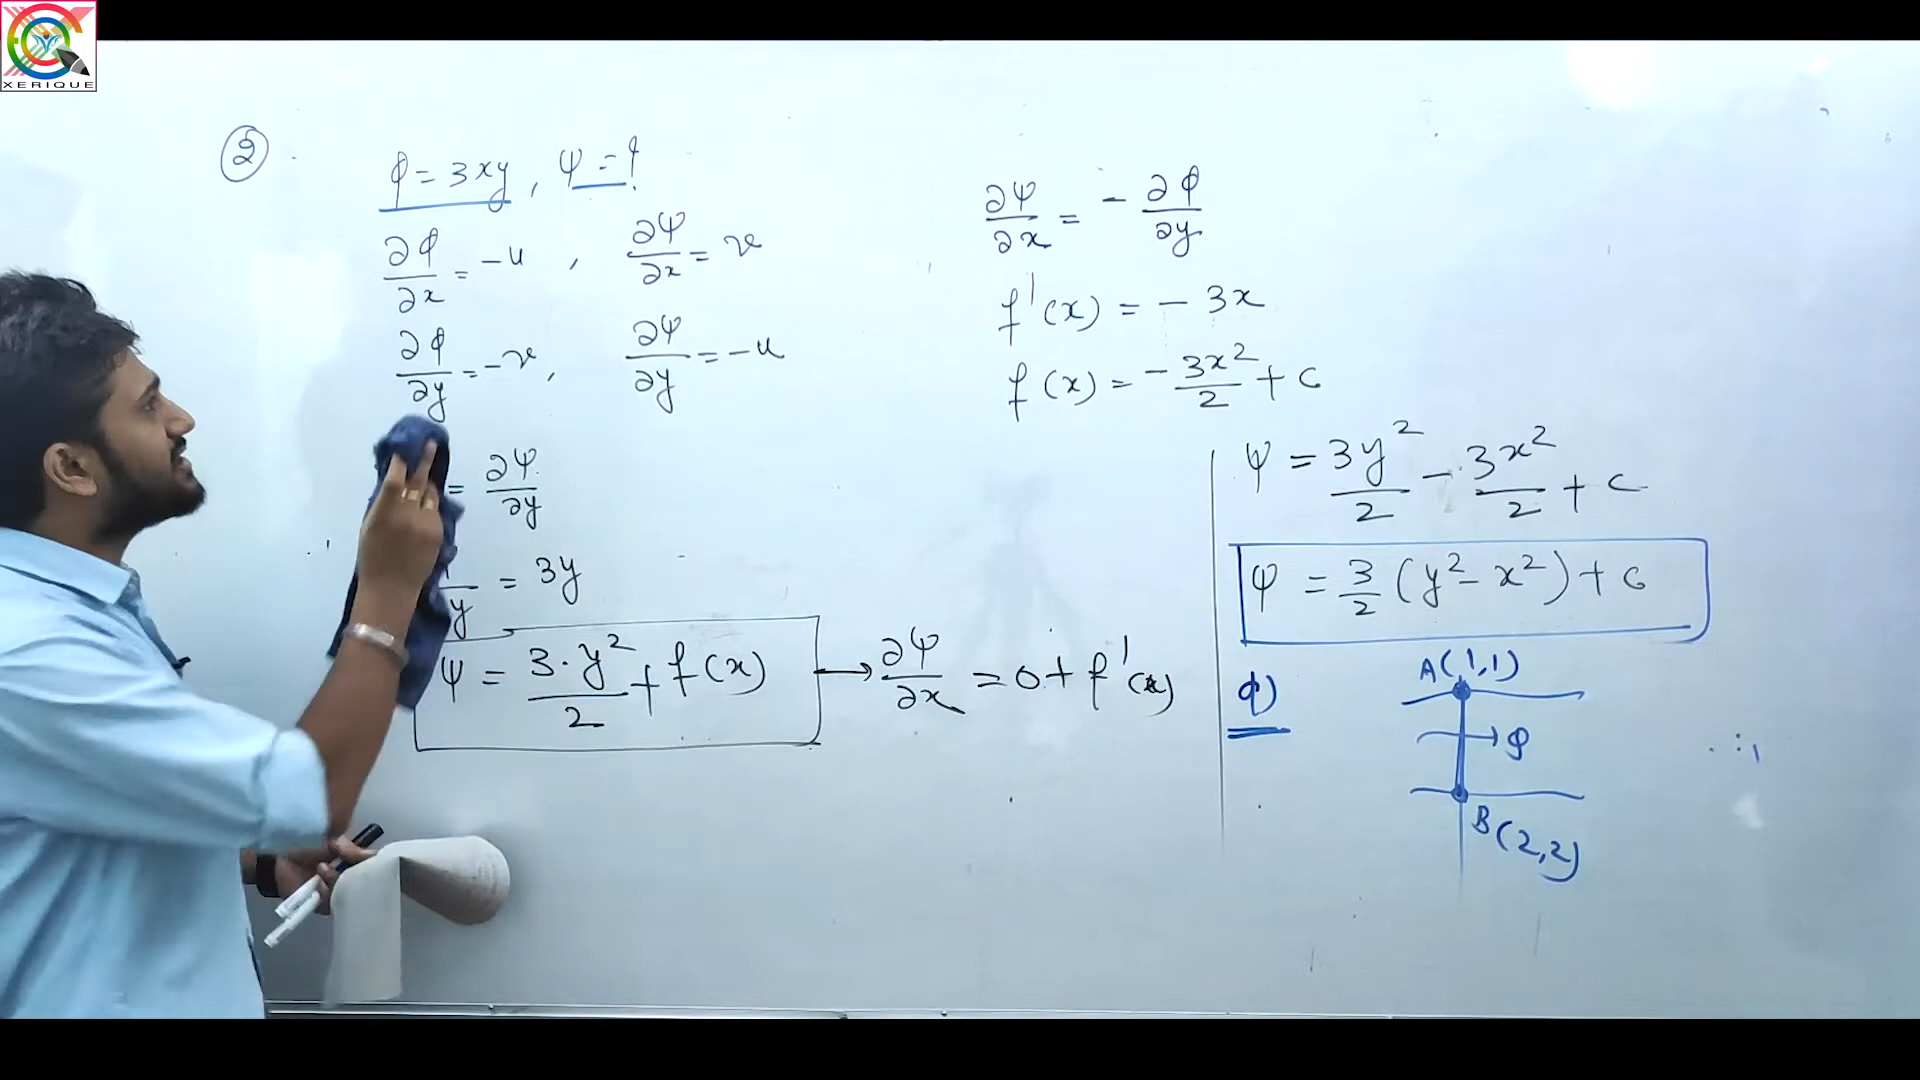 XERIQUE
②
φ = 3xy, ψ = ?
∂φ/∂x = -u, ∂ψ/∂x = v
∂φ/∂y = -v, ∂ψ/∂y = -u
= ∂ψ/∂y
y = 3y
ψ = 3·y²/2 + f(x) → ∂ψ/∂x = 0 + f'(x)
∂ψ/∂x = - ∂φ/∂y
f'(x) = - 3x
f(x) = - 3x²/2 + c
ψ = 3y²/2 - 3x²/2 + c
ψ = 3/2 (y² - x²) + c
A(1,1)
B(2,2)